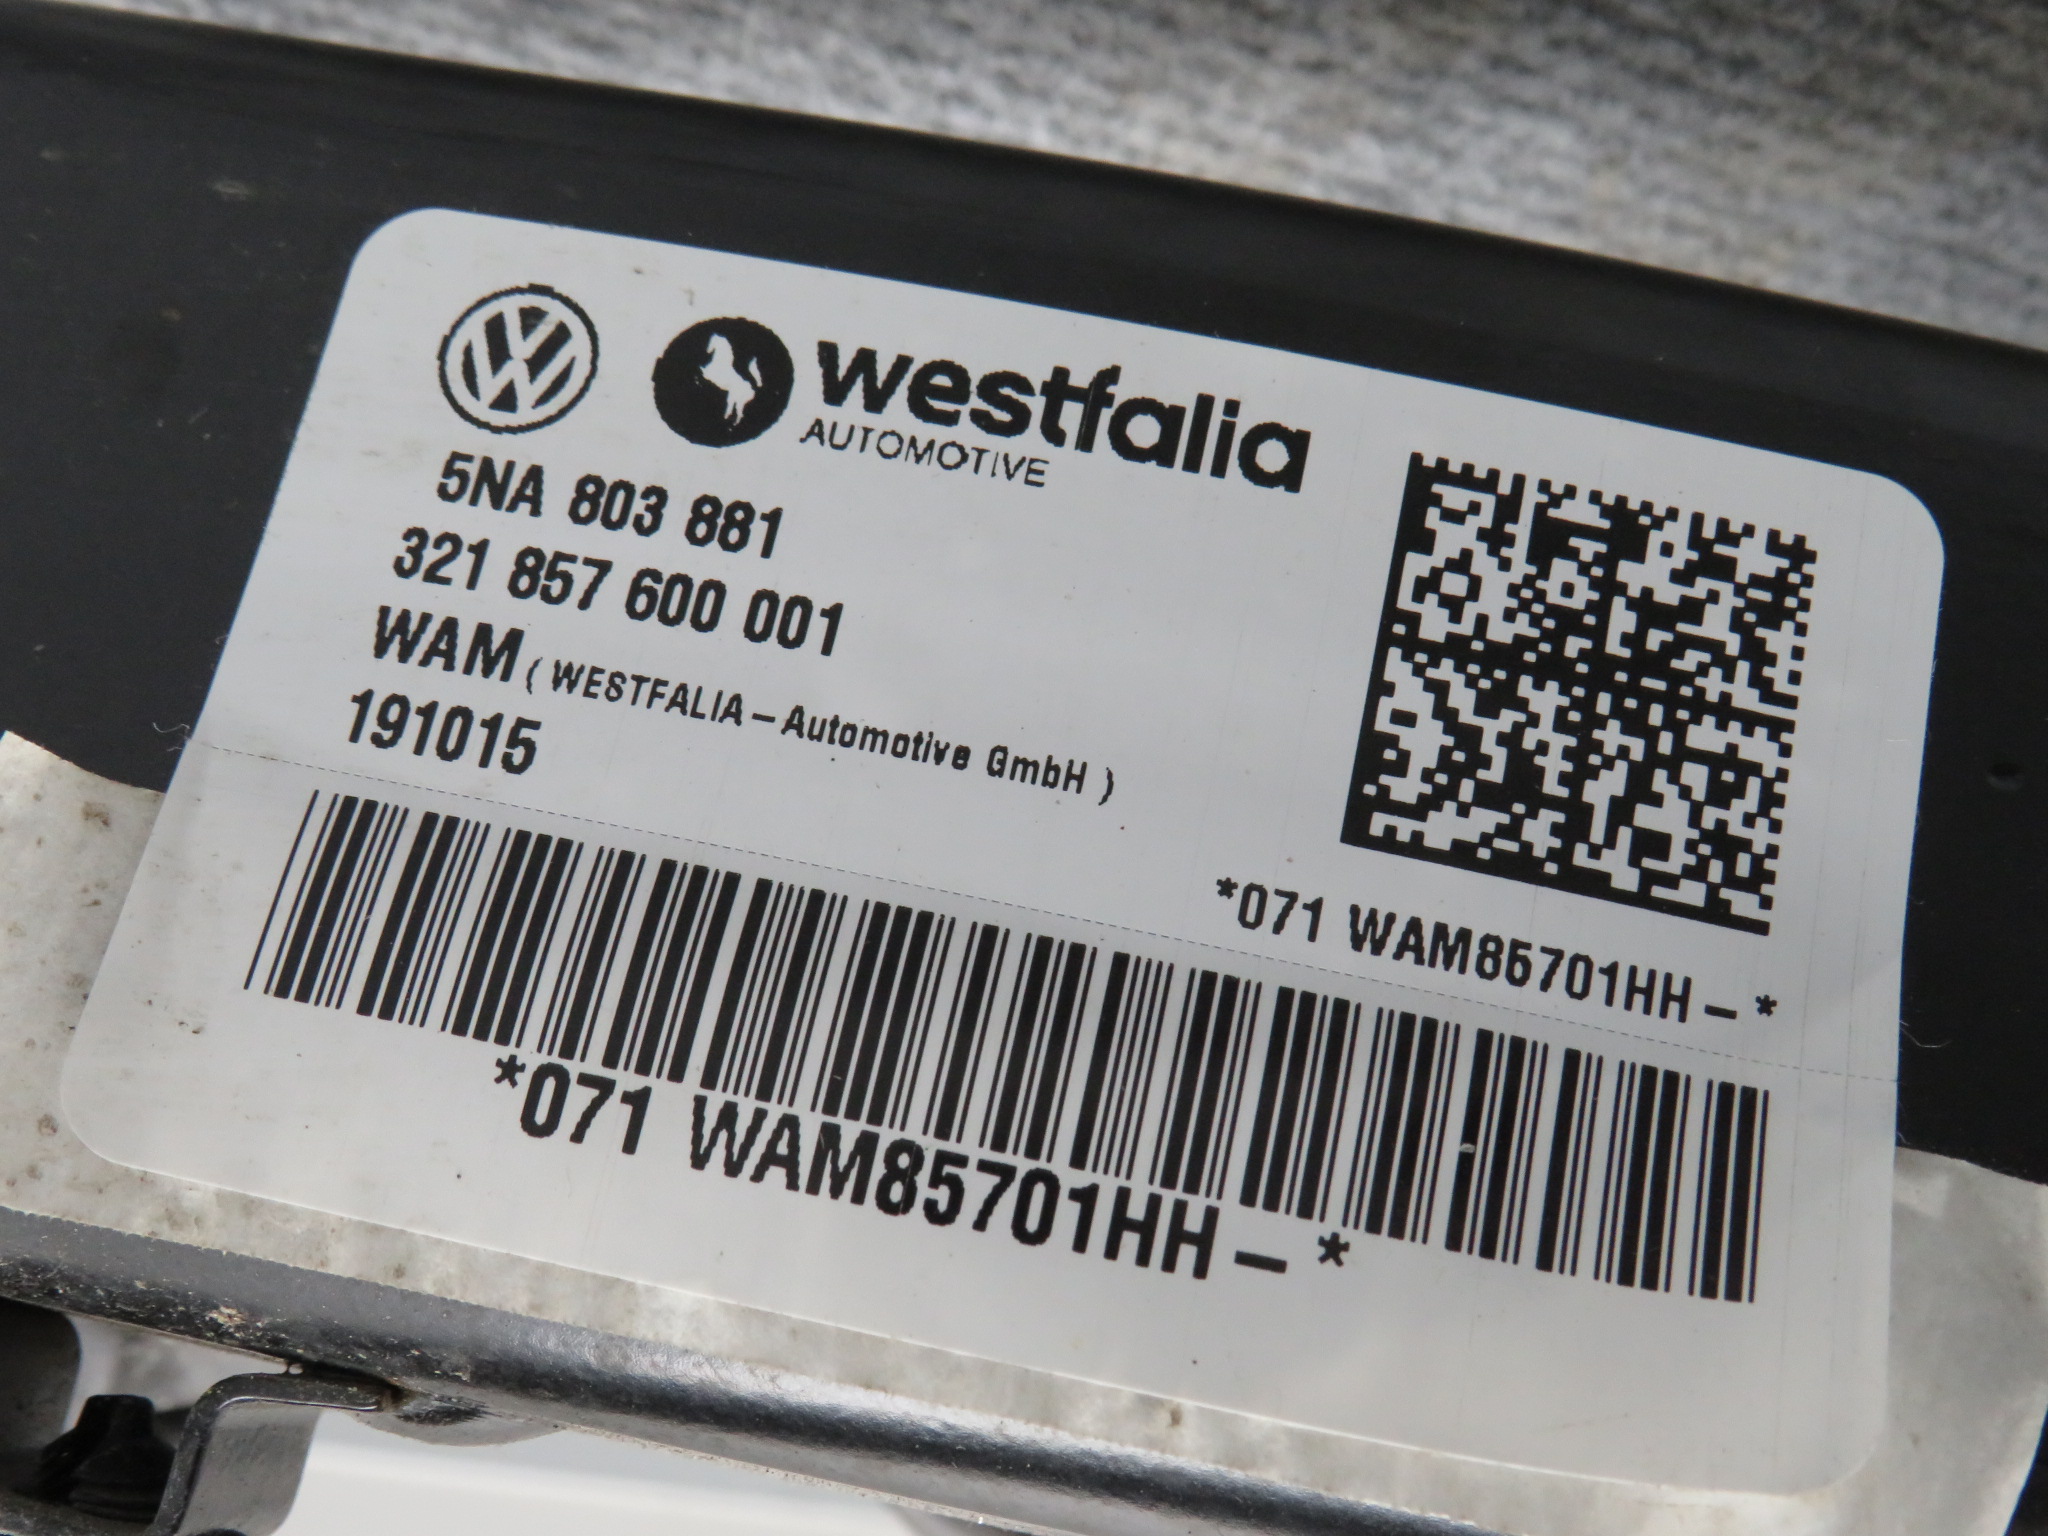 westfalia
AUTOMOTIVE
5NA 803 881
321 857 600 001
WAM ( WESTFALIA - Automotive GmbH )
191015
*071 WAM85701HH - *
*071 WAM85701HH - *